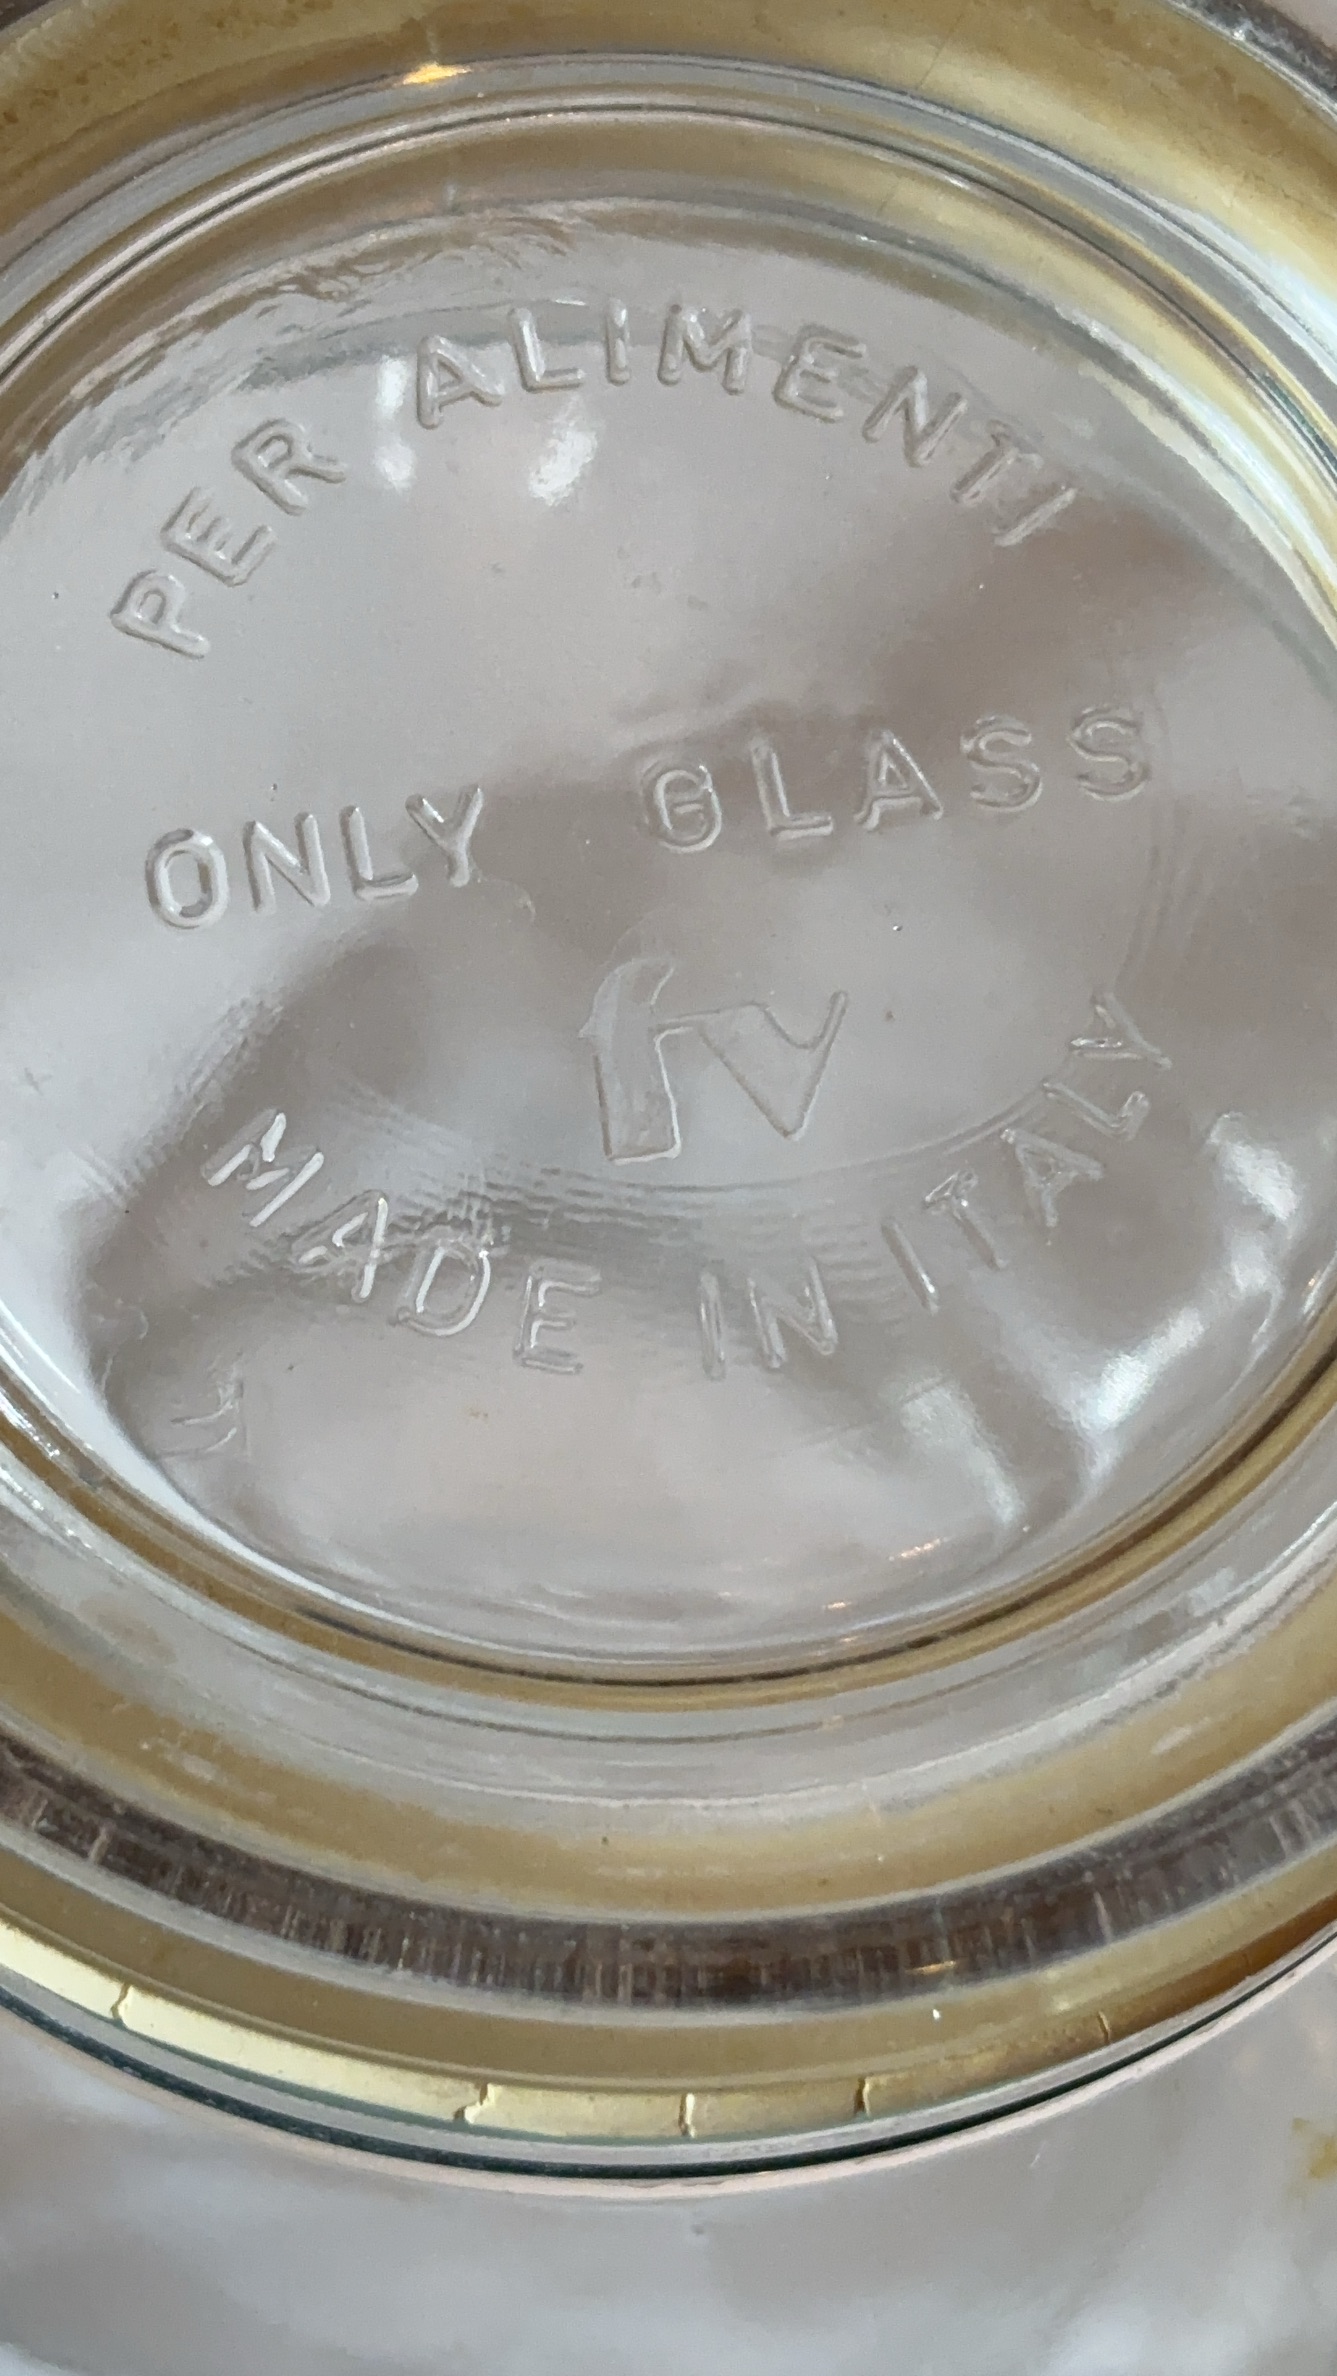 PER ALIMENTI
ONLY GLASS
fv
MADE IN ITALY